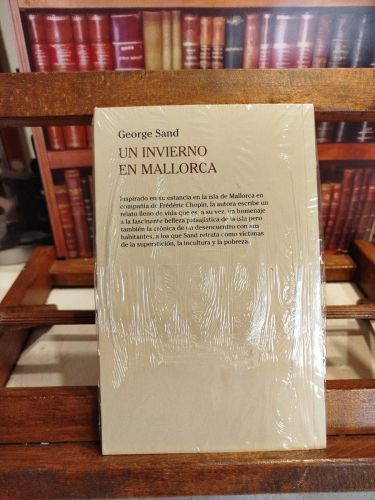 George Sand
UN INVIERNO
EN MALLORCA
Inspirado en su estancia en la isla de Mallorca en
compañía de Frédéric Chopin, la autora escribe un
relato lleno de vida que es, a su vez, un homenaje
a la fascinante belleza paisajística de la isla pero
también la crónica de un desencuentro con sus
habitantes, a los que Sand retrata como víctimas
de la superstición, la incultura y la pobreza.